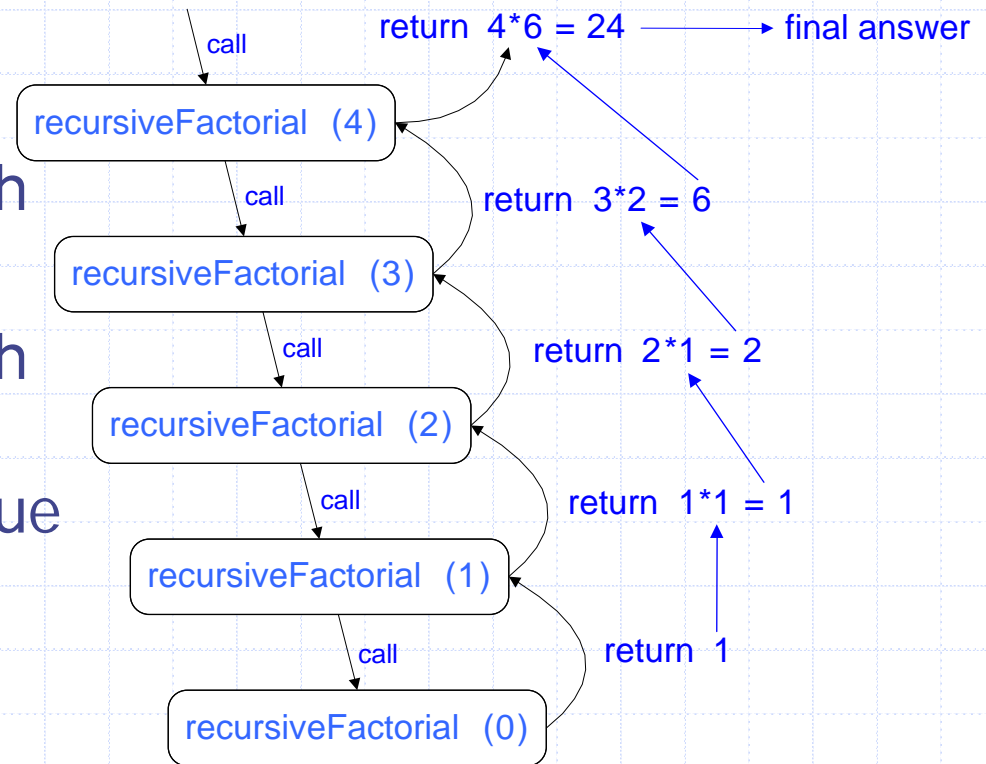 call
return 4*6 = 24
final answer
recursiveFactorial (4)
h
call
return 3*2 = 6
recursiveFactorial (3)
h
call
return 2*1 = 2
recursiveFactorial (2)
ue
call
return 1*1 = 1
recursiveFactorial (1)
call
return 1
recursiveFactorial (0)